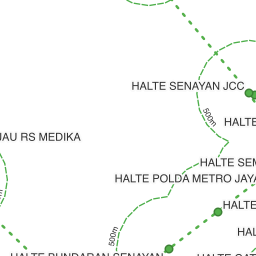 HALTE SENAYAN JCC
500m
HALTE
JAU RS MEDIKA
HALTE SEM
HALTE POLDA METRO JAYA
HALTE
HAL
500m
HALTE BUNDARAN SENAYAN